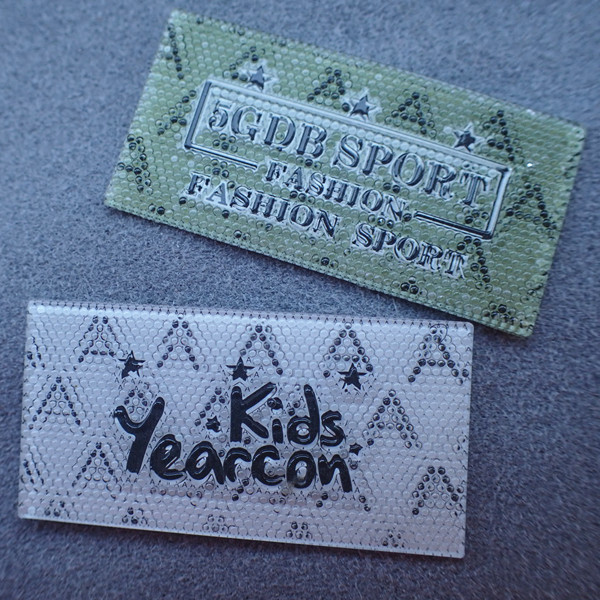 5GDB SPORT
FASHION
FASHION SPORT
Kids
Yearcon